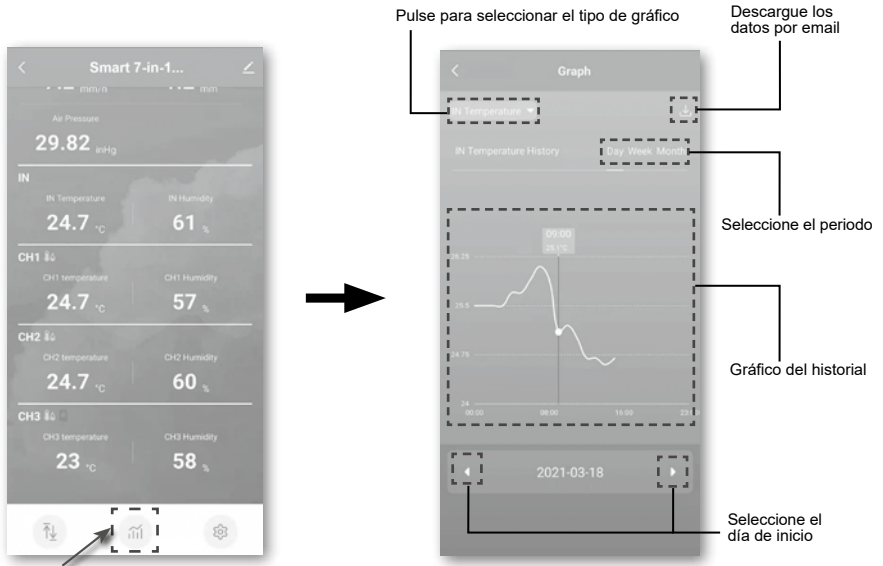 Pulse para seleccionar el tipo de gráfico
Descargue los
datos por email
Smart 7-in-1...
mm/h
mm
Air Pressure
29.82 inHg
IN
IN Temperature
IN Humidity
24.7 °C
61 %
CH1
CH1 temperature
CH1 Humidity
24.7 °C
57 %
CH2
CH2 temperature
CH2 Humidity
24.7 °C
60 %
CH3
CH3 temperature
CH3 Humidity
23 °C
58 %
Graph
IN Temperature
IN Temperature History
Day Week Month
Seleccione el periodo
09:00
25.1°C
26.25
25.5
24.75
24
00:00
08:00
16:00
Gráfico del historial
2021-03-18
Seleccione el
día de inicio